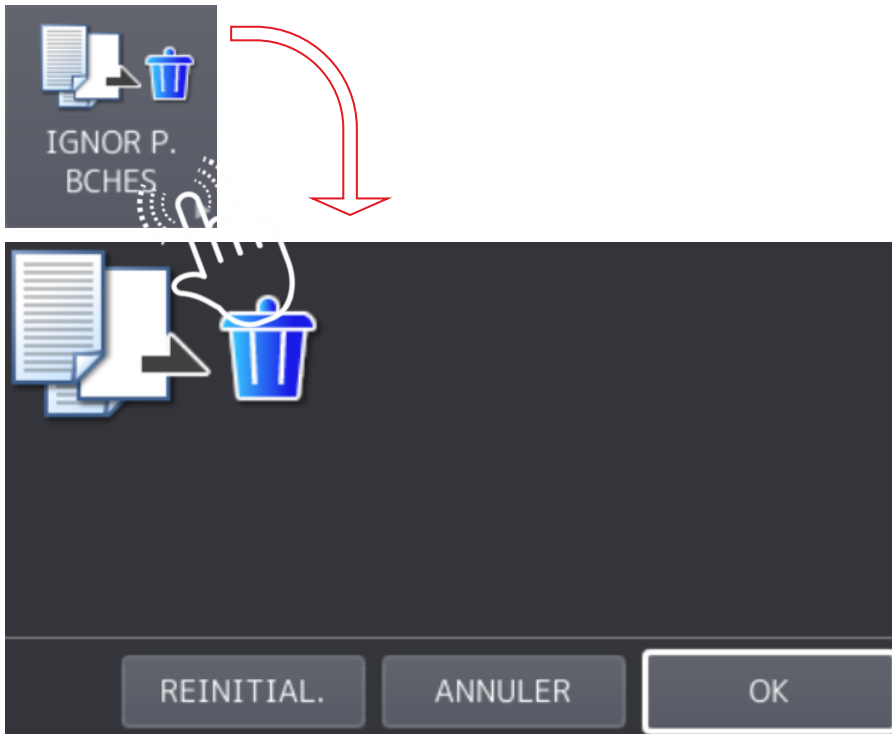 IGNOR P.
BCHES
REINITIAL.
ANNULER
OK